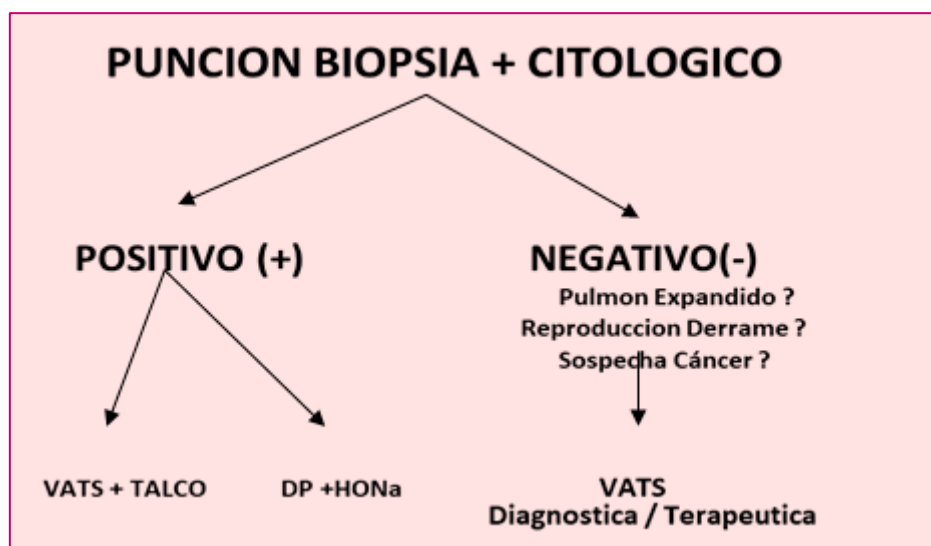 PUNCION BIOPSIA + CITOLOGICO
POSITIVO (+)
NEGATIVO(-)
Pulmon Expandido ?
Reproduccion Derrame ?
Sospecha Cáncer ?
VATS + TALCO
DP +HONa
VATS
Diagnostica / Terapeutica